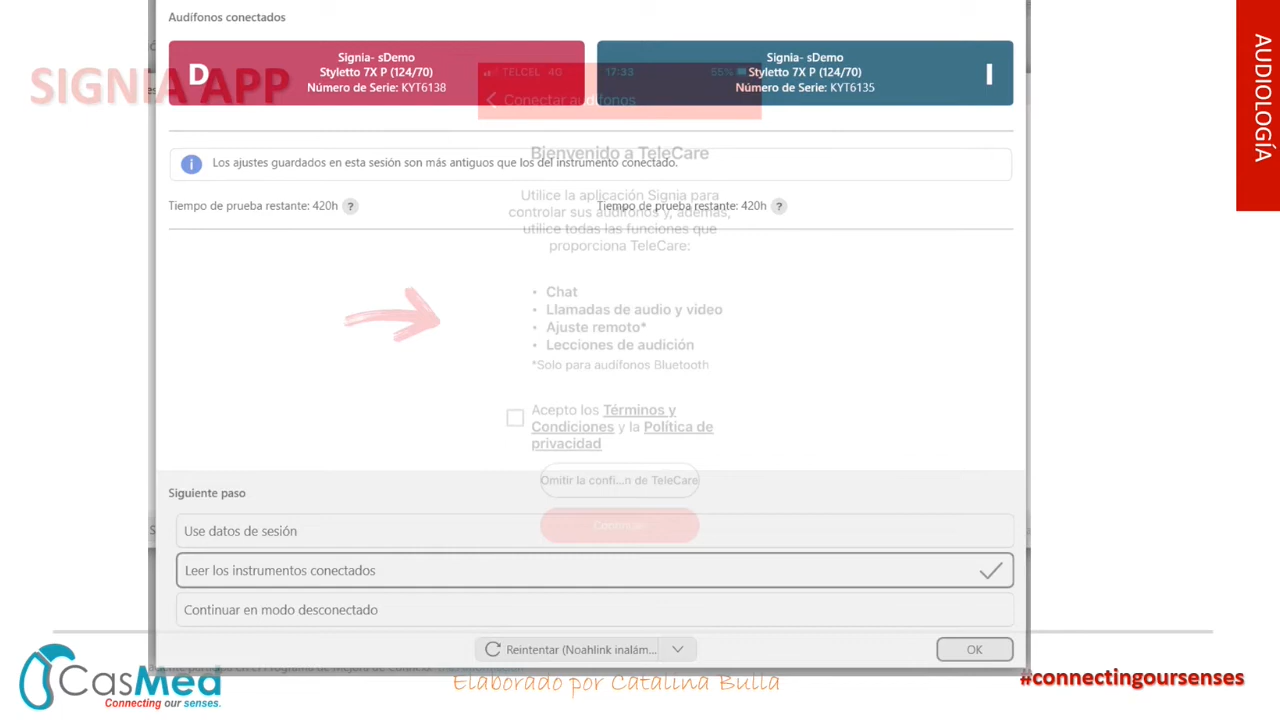 Audífonos conectados
SIGNIA APP
D
Signia- sDemo
Styletto 7X P (124/70)
Número de Serie: KYT6138
Signia- sDemo
Styletto 7X P (124/70)
Número de Serie: KYT6135
I
TELCEL 4G 17:33 55%
Conectar audífonos
AUDIOLOGÍA
Bienvenido a TeleCare
Los ajustes guardados en esta sesión son más antiguos que los del instrumento conectado.
Tiempo de prueba restante: 420h ?
Tiempo de prueba restante: 420h ?
Utilice la aplicación Signia para
controlar sus audífonos y, además,
utilice todas las funciones que
proporciona TeleCare:
• Chat
• Llamadas de audio y video
• Ajuste remoto*
• Lecciones de audición
*Solo para audífonos Bluetooth
Acepto los Términos y
Condiciones y la Política de
privacidad
Omitir la confi...n de TeleCare
Continuar
Siguiente paso
Use datos de sesión
Leer los instrumentos conectados
Continuar en modo desconectado
Reintentar (Noahlink inalám...
OK
CasMed
Connecting our senses.
Elaborado por Catalina Bulla
#connectingoursenses